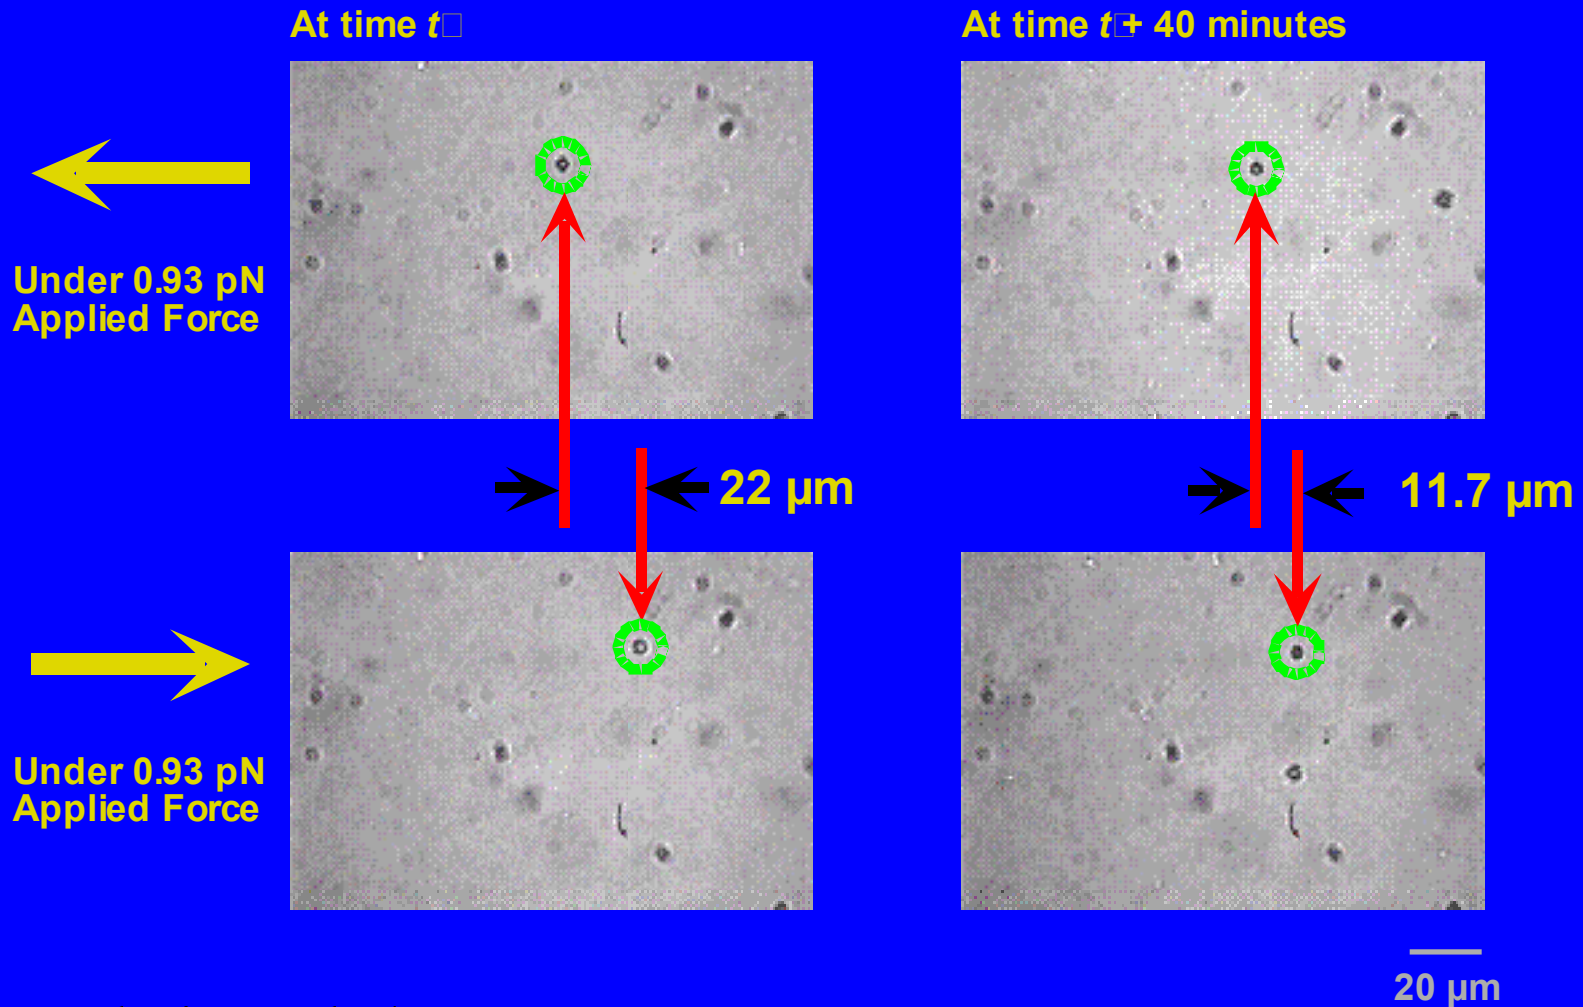 At time t
At time t + 40 minutes
Under 0.93 pN
Applied Force
22 µm
11.7 µm
Under 0.93 pN
Applied Force
20 µm